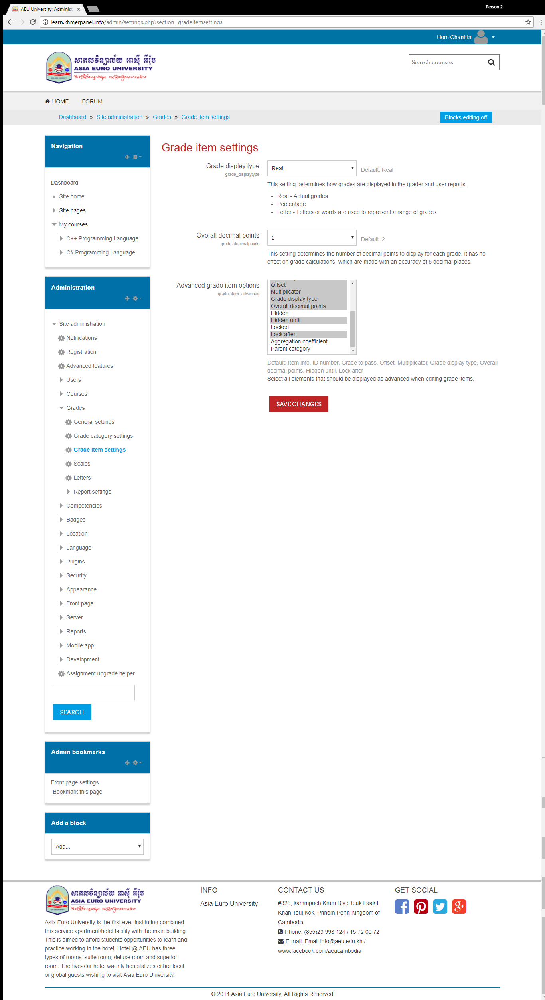 AEU University: Administ
Person 2
learn.khmerpanel.info/admin/settings.php?section=gradeitemsettings
Hom Chantria
សាកលវិទ្យាល័យ អាស៊ី អឺរ៉ុប
ASIA EURO UNIVERSITY
Search courses
HOME
FORUM
Dashboard » Site administration » Grades » Grade item settings
Blocks editing off
Navigation
Dashboard
Site home
Site pages
My courses
C++ Programming Language
C# Programming Language
Administration
Site administration
Notifications
Registration
Advanced features
Users
Courses
Grades
General settings
Grade category settings
Grade item settings
Scales
Letters
Report settings
Competencies
Badges
Location
Language
Plugins
Security
Appearance
Front page
Server
Reports
Mobile app
Development
Assignment upgrade helper
SEARCH
Admin bookmarks
Front page settings
Bookmark this page
Add a block
Add...
Grade item settings
Grade display type
grade_displaytype
Real
Default: Real
This setting determines how grades are displayed in the grader and user reports.
• Real - Actual grades
• Percentage
• Letter - Letters or words are used to represent a range of grades
Overall decimal points
grade_decimalpoints
2
Default: 2
This setting determines the number of decimal points to display for each grade. It has no
effect on grade calculations, which are made with an accuracy of 5 decimal places.
Advanced grade item options
grade_item_advanced
Offset
Multiplicator
Grade display type
Overall decimal points
Hidden
Hidden until
Locked
Lock after
Aggregation coefficient
Parent category
Default: Item info, ID number, Grade to pass, Offset, Multiplicator, Grade display type, Overall
decimal points, Hidden until, Lock after
Select all elements that should be displayed as advanced when editing grade items.
SAVE CHANGES
សាកលវិទ្យាល័យ អាស៊ី អឺរ៉ុប
ASIA EURO UNIVERSITY
Asia Euro University is the first ever institution combined
this service apartment/hotel facility with the main building.
This is aimed to afford students opportunities to learn and
practice working in the hotel. Hotel @ AEU has three
types of rooms: suite room, deluxe room and superior
room. The five-star hotel warmly hospitalizes either local
or global guests wishing to visit Asia Euro University.
INFO
Asia Euro University
CONTACT US
#826, kammpuch Krum Blvd Teuk Laak I,
Khan Toul Kok, Phnom Penh-Kingdom of
Cambodia
Phone: (855)23 998 124 / 15 72 00 72
E-mail: Email:info@aeu.edu.kh /
www.facebook.com/aeucambodia
GET SOCIAL
© 2014 Asia Euro University, All Rights Reserved